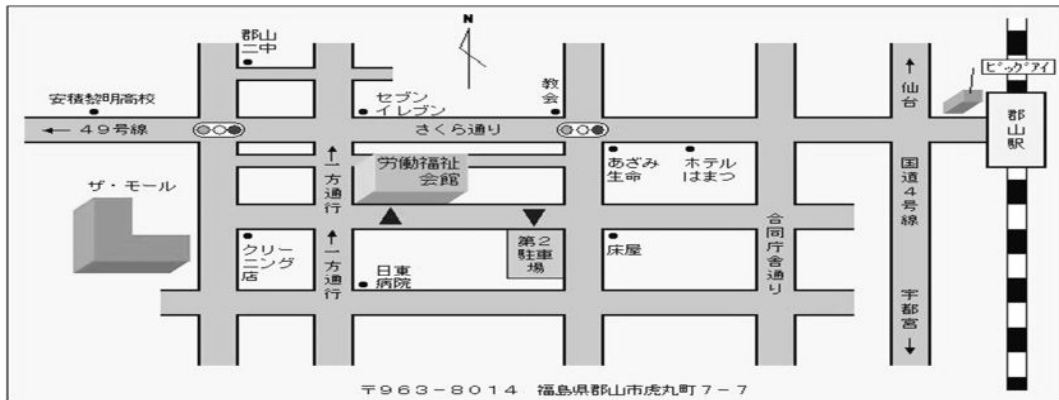 N
郡山
二中
ﾋﾞｯｸﾞｱｲ
↑
仙台
安積黎明高校
セブン
イレブン
教会
← 49号線
さくら通り
郡山駅
↑
一方通行
労働福祉
会館
あざみ
生命
ホテル
はまつ
国道4号線
ザ・モール
▲
▼
合同庁舎通り
クリー
ニング
店
↑
一方通行
日東
病院
第2
駐車
場
床屋
宇都宮
↓
〒963-8014 福島県郡山市虎丸町7-7